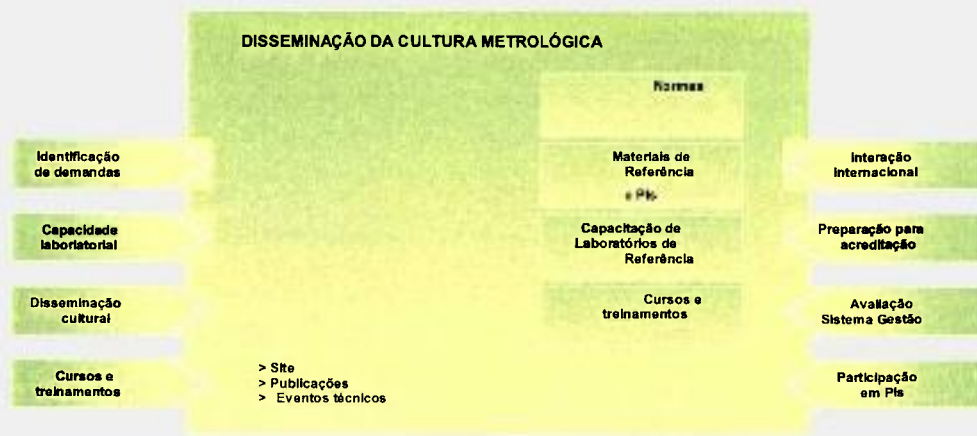 DISSEMINAÇÃO DA CULTURA METROLÓGICA
Normas
Identificação
de demandas
Materiais de
Referência
e PIs
Interação
Internacional
Capacidade
laboriatorial
Capacitação de
Laboratórios de
Referência
Preparação para
acreditação
Disseminação
cultural
Cursos e
treinamentos
Avaliação
Sistema Gestão
Cursos e
treinamentos
> Site
> Publicações
> Eventos técnicos
Participação
em PIs